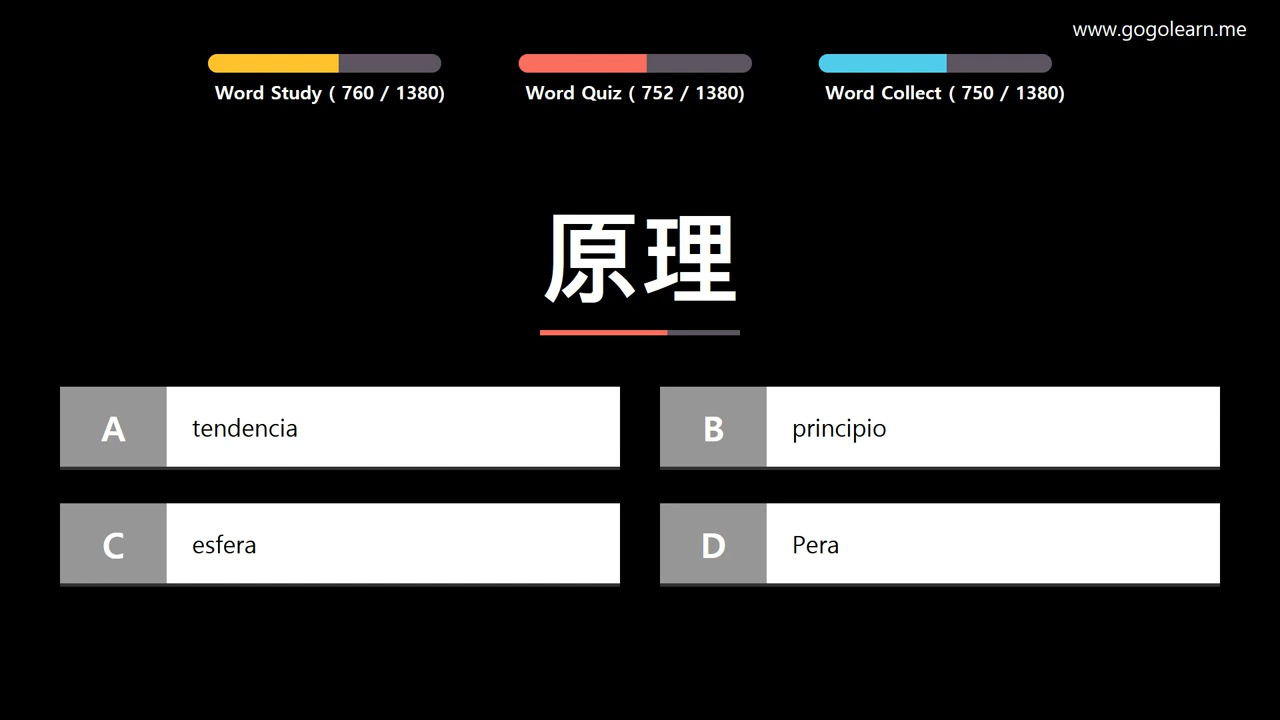 www.gogolearn.me
Word Study ( 760 / 1380)
Word Quiz ( 752 / 1380)
Word Collect ( 750 / 1380)
原理
A tendencia
B principio
C esfera
D Pera